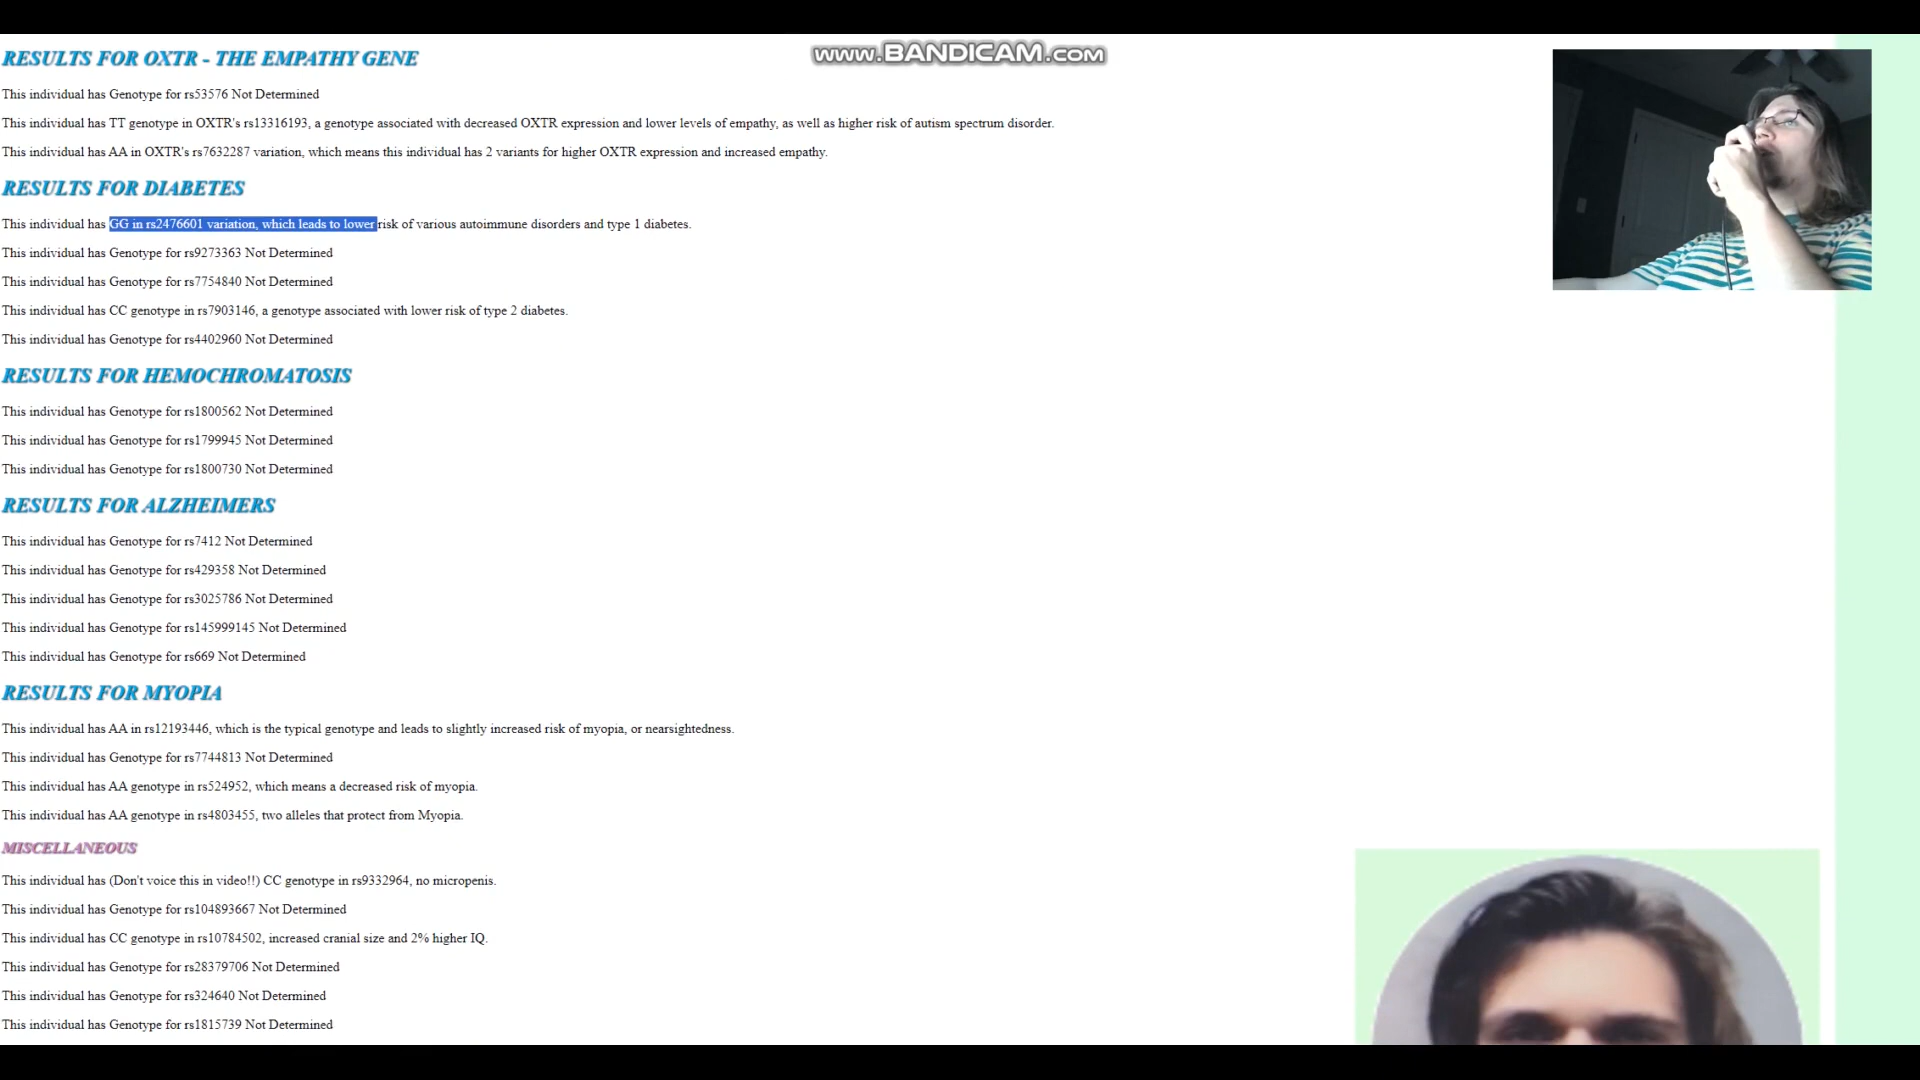 RESULTS FOR OXTR - THE EMPATHY GENE
www.BANDICAM.com
This individual has Genotype for rs53576 Not Determined
This individual has TT genotype in OXTR's rs13316193, a genotype associated with decreased OXTR expression and lower levels of empathy, as well as higher risk of autism spectrum disorder.
This individual has AA in OXTR's rs7632287 variation, which means this individual has 2 variants for higher OXTR expression and increased empathy.
RESULTS FOR DIABETES
This individual has GG in rs2476601 variation, which leads to lower risk of various autoimmune disorders and type 1 diabetes.
This individual has Genotype for rs9273363 Not Determined
This individual has Genotype for rs7754840 Not Determined
This individual has CC genotype in rs7903146, a genotype associated with lower risk of type 2 diabetes.
This individual has Genotype for rs4402960 Not Determined
RESULTS FOR HEMOCHROMATOSIS
This individual has Genotype for rs1800562 Not Determined
This individual has Genotype for rs1799945 Not Determined
This individual has Genotype for rs1800730 Not Determined
RESULTS FOR ALZHEIMERS
This individual has Genotype for rs7412 Not Determined
This individual has Genotype for rs429358 Not Determined
This individual has Genotype for rs3025786 Not Determined
This individual has Genotype for rs145999145 Not Determined
This individual has Genotype for rs669 Not Determined
RESULTS FOR MYOPIA
This individual has AA in rs12193446, which is the typical genotype and leads to slightly increased risk of myopia, or nearsightedness.
This individual has Genotype for rs7744813 Not Determined
This individual has AA genotype in rs524952, which means a decreased risk of myopia.
This individual has AA genotype in rs4803455, two alleles that protect from Myopia.
MISCELLANEOUS
This individual has (Don't voice this in video!!) CC genotype in rs9332964, no micropenis.
This individual has Genotype for rs104893667 Not Determined
This individual has CC genotype in rs10784502, increased cranial size and 2% higher IQ.
This individual has Genotype for rs28379706 Not Determined
This individual has Genotype for rs324640 Not Determined
This individual has Genotype for rs1815739 Not Determined